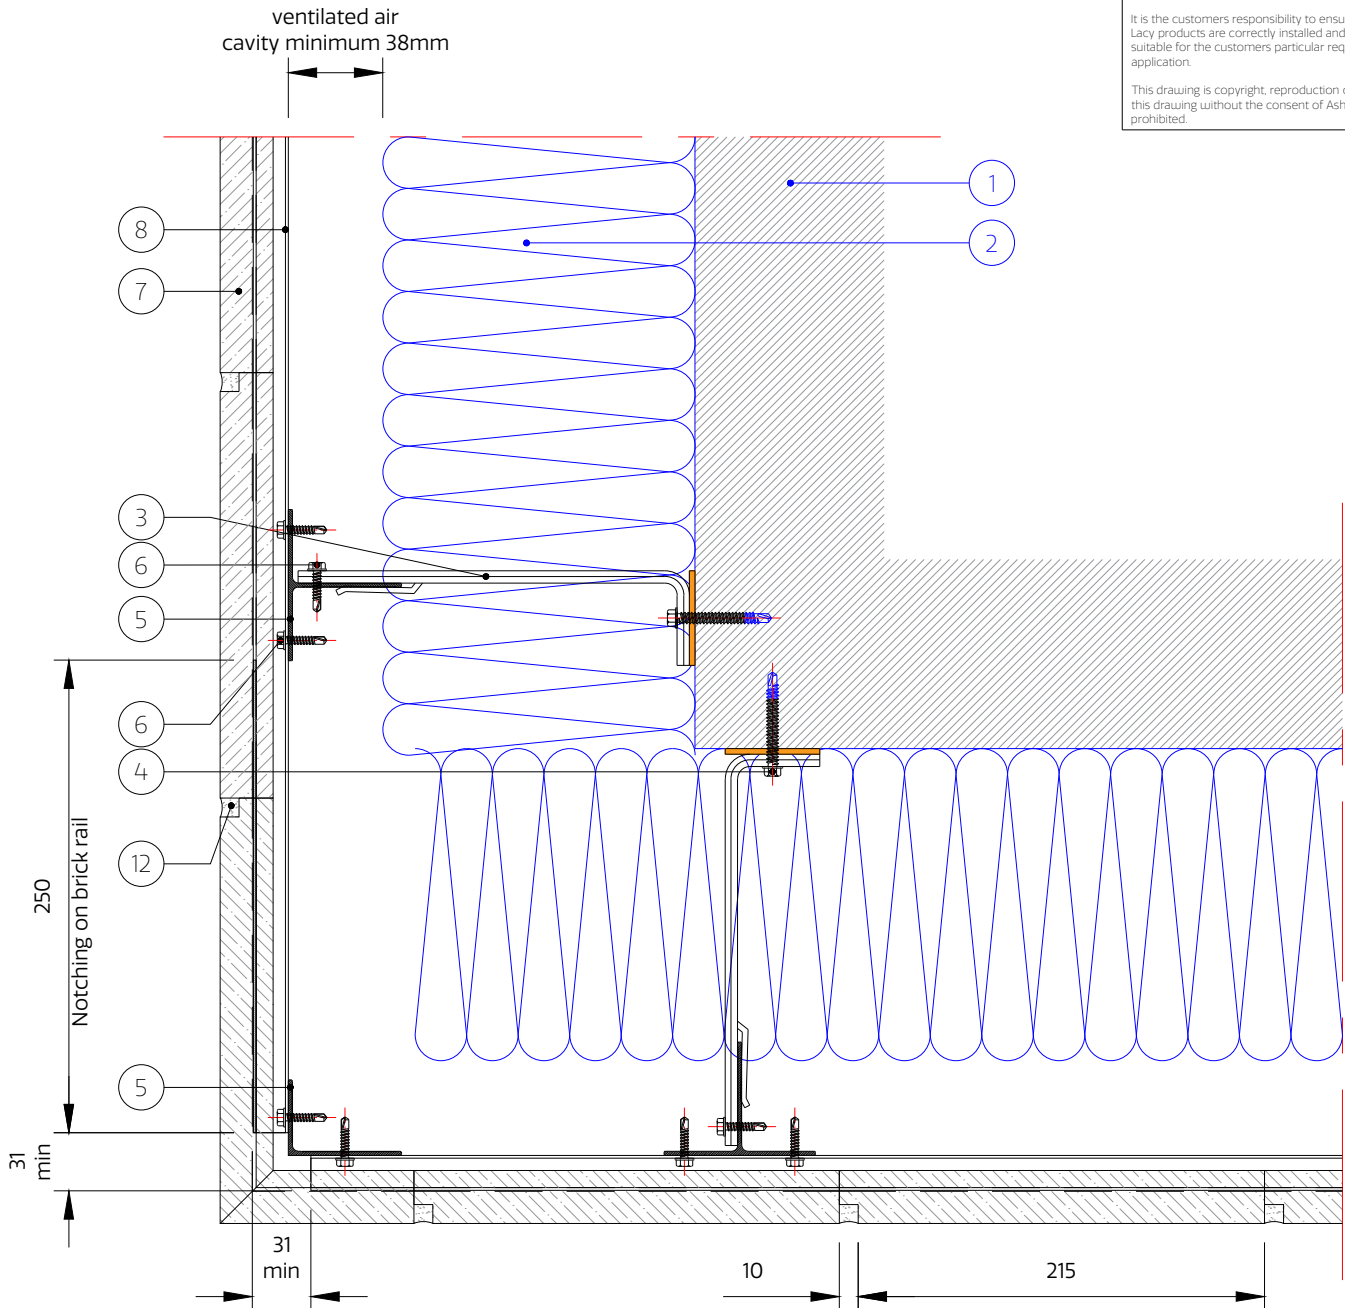 ventilated air
cavity minimum 38mm
It is the customers responsibility to ensu
Lacy products are correctly installed and
suitable for the customers particular req
application.
This drawing is copyright, reproduction o
this drawing without the consent of Ash
prohibited.
1
2
8
7
3
6
5
6
4
12
5
250
Notching on brick rail
31
min
31
min
10
215